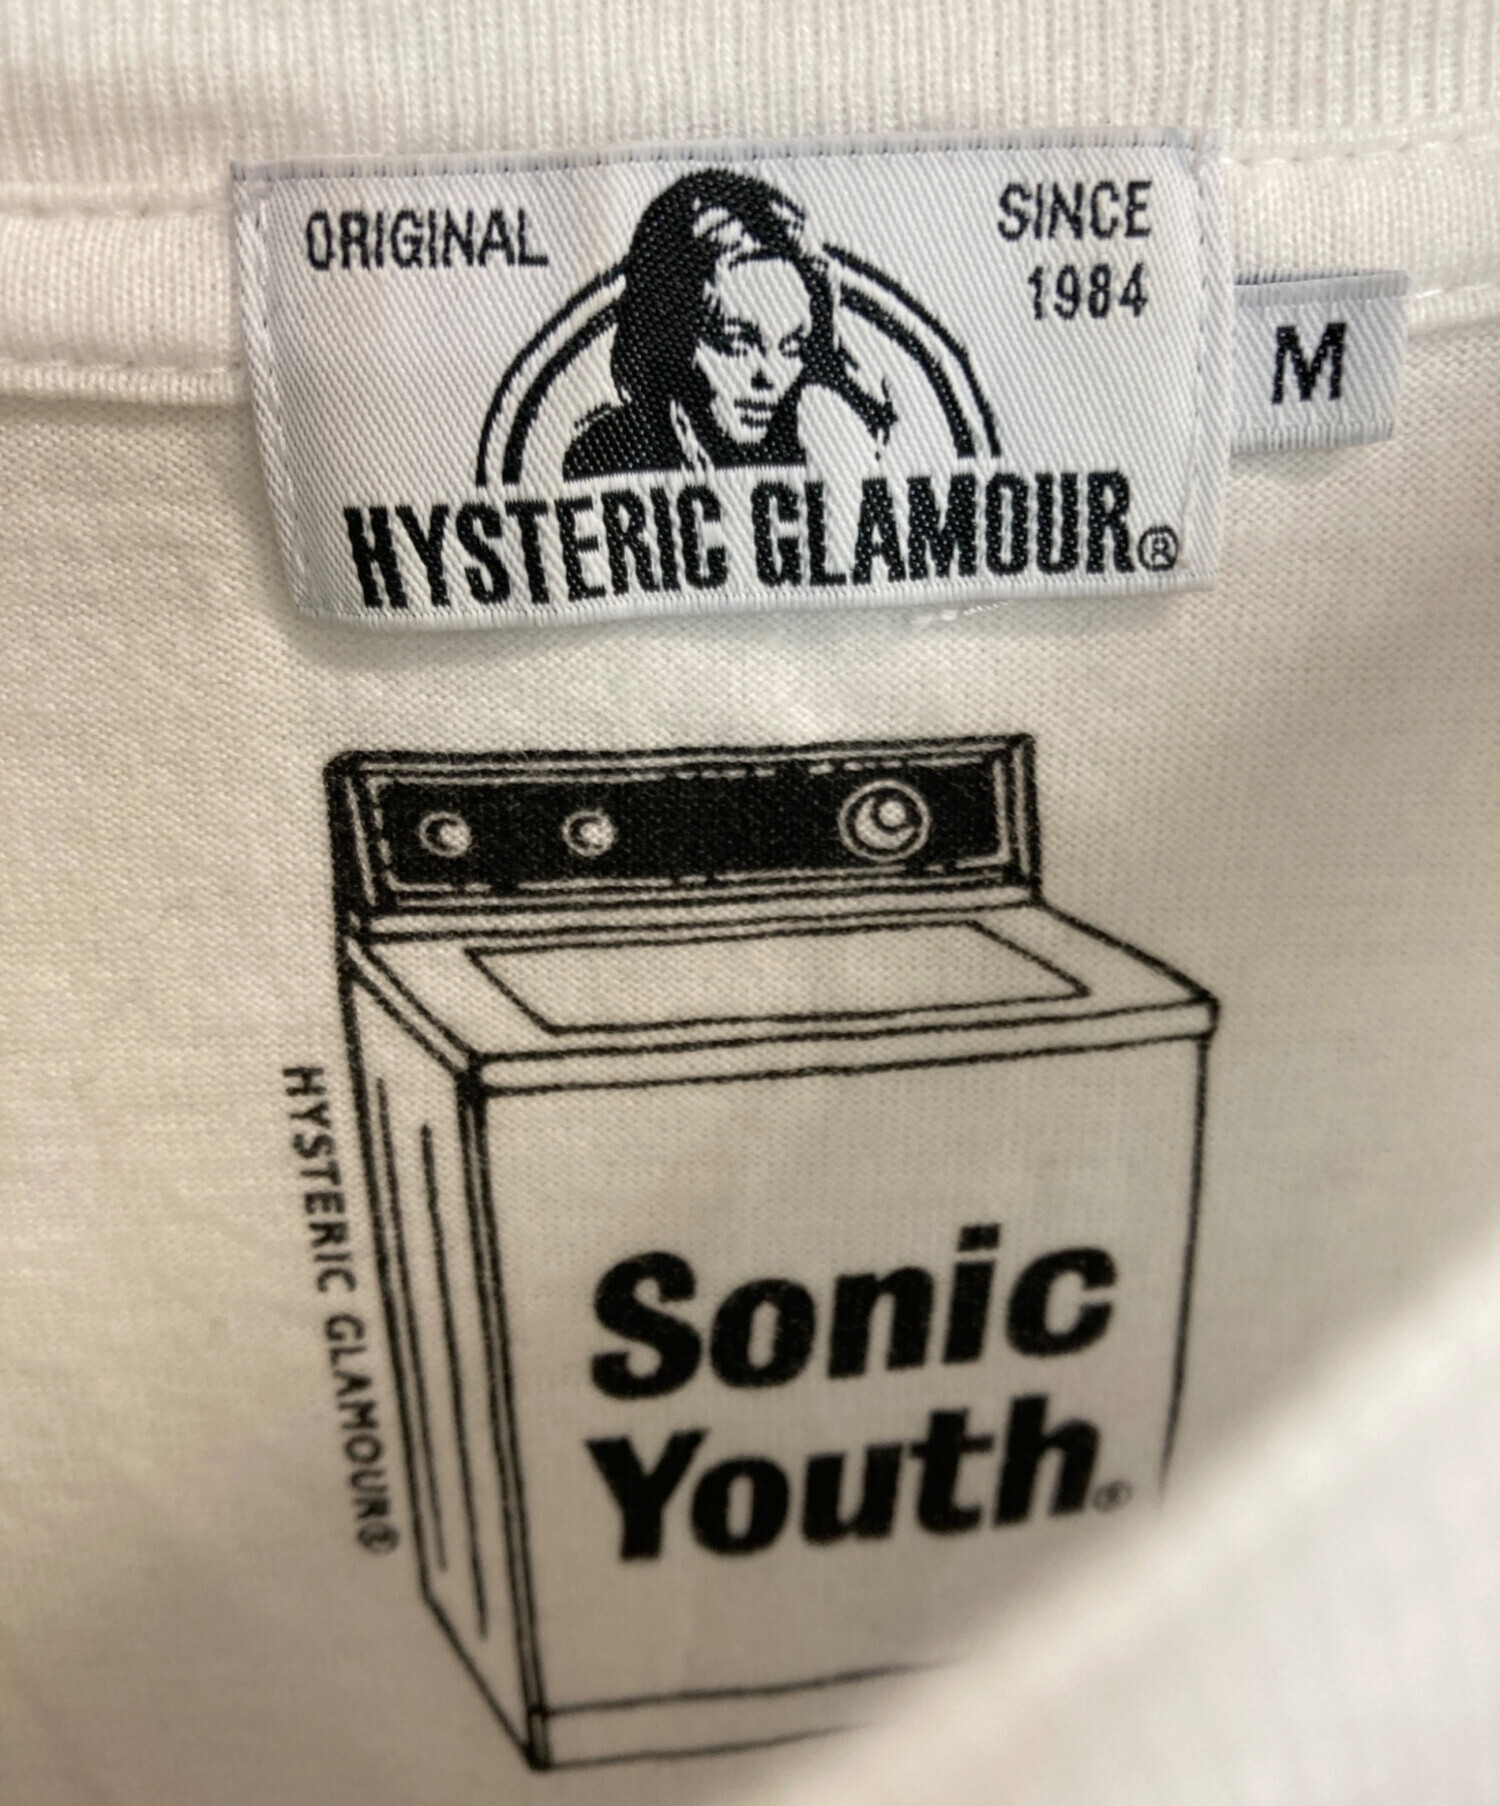 ORIGINAL
SINCE
1984
M
HYSTERIC GLAMOUR®
HYSTERIC GLAMOUR®
Sonic
Youth®